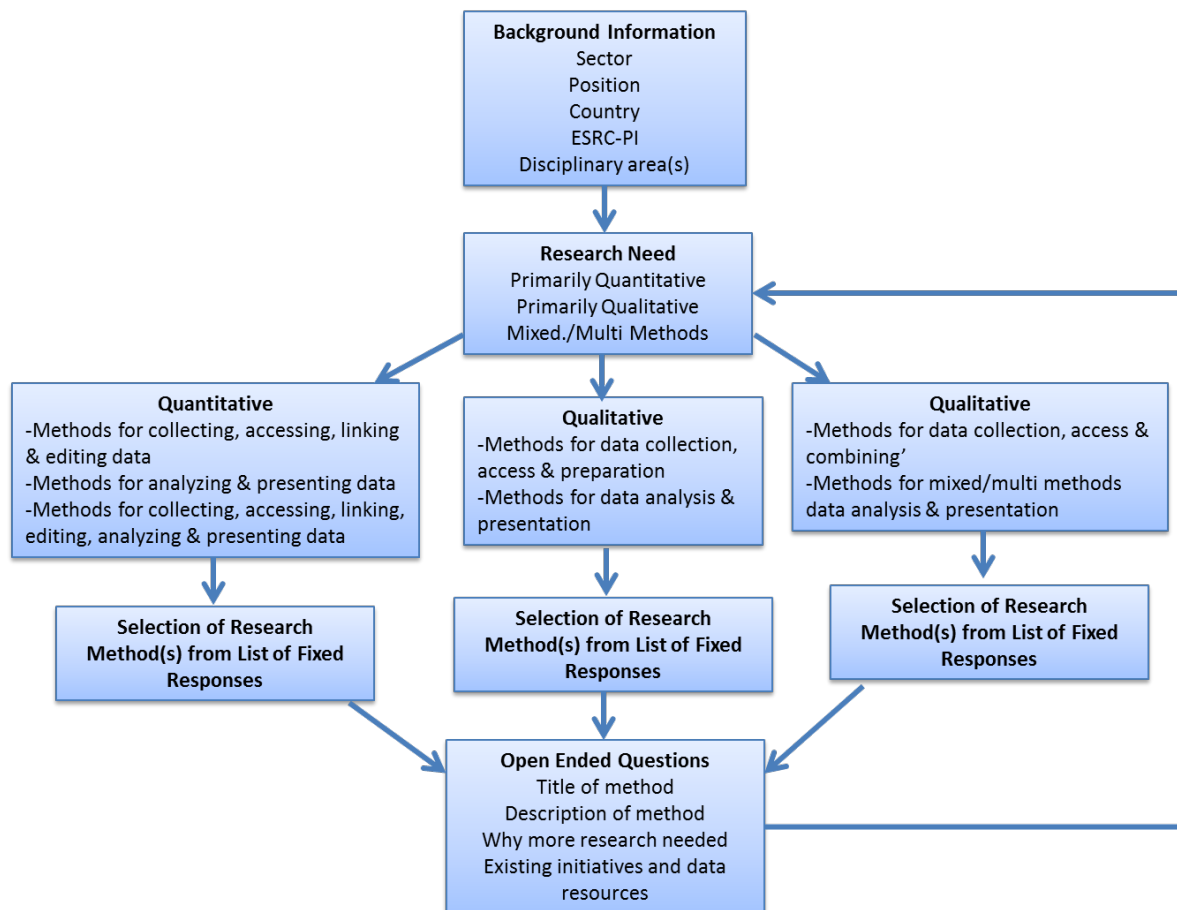 Background Information
Sector
Position
Country
ESRC-PI
Disciplinary area(s)
Research Need
Primarily Quantitative
Primarily Qualitative
Mixed./Multi Methods
Quantitative
-Methods for collecting, accessing, linking
& editing data
-Methods for analyzing & presenting data
-Methods for collecting, accessing, linking,
editing, analyzing & presenting data
Qualitative
-Methods for data collection,
access & preparation
-Methods for data analysis &
presentation
Qualitative
-Methods for data collection, access &
combining’
-Methods for mixed/multi methods
data analysis & presentation
Selection of Research
Method(s) from List of Fixed
Responses
Selection of Research
Method(s) from List of Fixed
Responses
Selection of Research
Method(s) from List of Fixed
Responses
Open Ended Questions
Title of method
Description of method
Why more research needed
Existing initiatives and data
resources